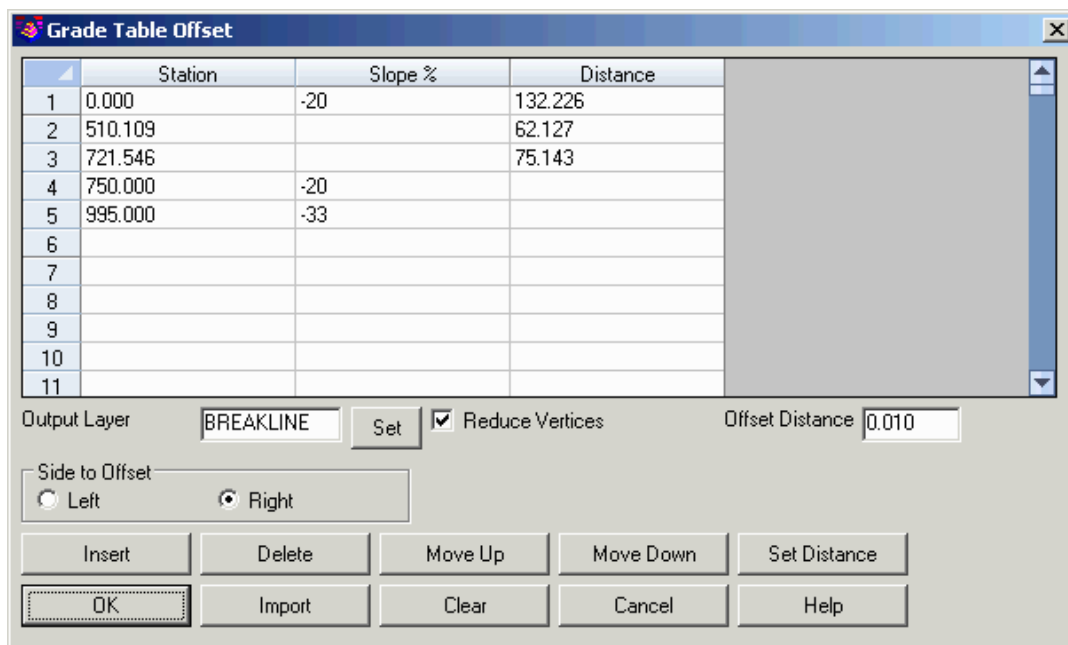 Grade Table Offset
Station Slope % Distance
1 0.000 -20 132.226
2 510.109 62.127
3 721.546 75.143
4 750.000 -20
5 995.000 -33
6
7
8
9
10
11
Output Layer BREAKLINE Set Reduce Vertices Offset Distance 0.010
Side to Offset
Left Right
Insert Delete Move Up Move Down Set Distance
OK Import Clear Cancel Help